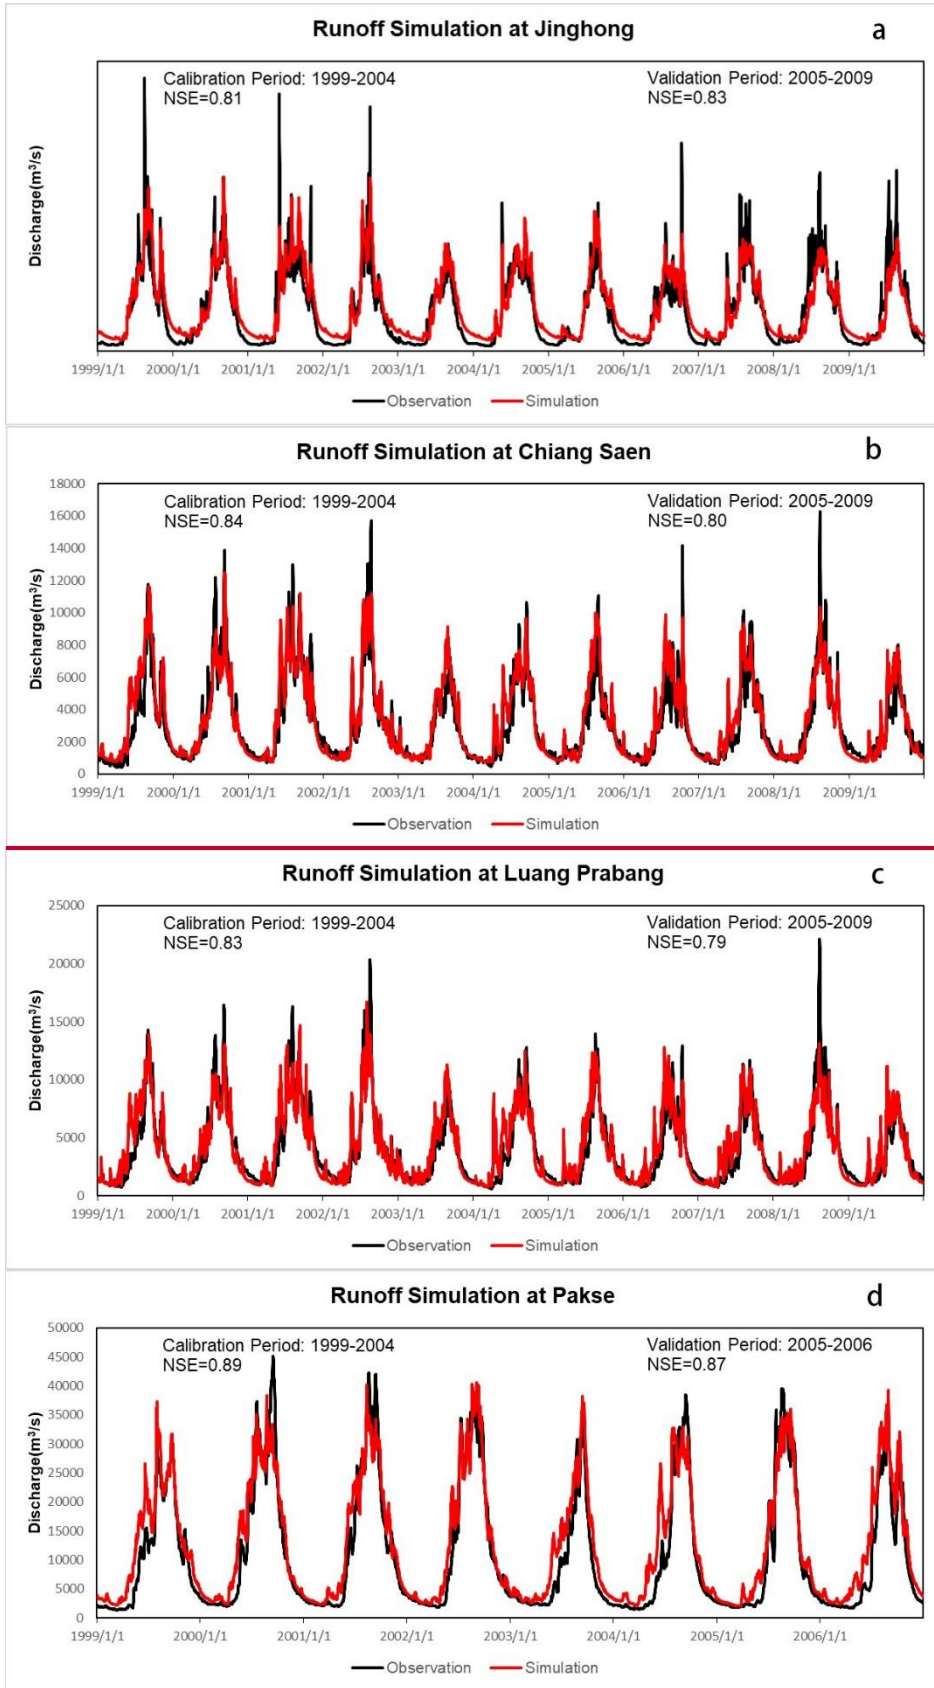 Runoff Simulation at Jinghong
a
Calibration Period: 1999-2004
NSE=0.81
Validation Period: 2005-2009
NSE=0.83
Discharge(m³/s)
1999/1/1 2000/1/1 2001/1/1 2002/1/1 2003/1/1 2004/1/1 2005/1/1 2006/1/1 2007/1/1 2008/1/1 2009/1/1
Observation Simulation
Runoff Simulation at Chiang Saen
b
Calibration Period: 1999-2004
NSE=0.84
Validation Period: 2005-2009
NSE=0.80
Discharge(m³/s)
18000
16000
14000
12000
10000
8000
6000
4000
2000
0
1999/1/1 2000/1/1 2001/1/1 2002/1/1 2003/1/1 2004/1/1 2005/1/1 2006/1/1 2007/1/1 2008/1/1 2009/1/1
Observation Simulation
Runoff Simulation at Luang Prabang
c
Calibration Period: 1999-2004
NSE=0.83
Validation Period: 2005-2009
NSE=0.79
Discharge(m³/s)
25000
20000
15000
10000
5000
0
1999/1/1 2000/1/1 2001/1/1 2002/1/1 2003/1/1 2004/1/1 2005/1/1 2006/1/1 2007/1/1 2008/1/1 2009/1/1
Observation Simulation
Runoff Simulation at Pakse
d
Calibration Period: 1999-2004
NSE=0.89
Validation Period: 2005-2006
NSE=0.87
Discharge(m³/s)
50000
45000
40000
35000
30000
25000
20000
15000
10000
5000
0
1999/1/1 2000/1/1 2001/1/1 2002/1/1 2003/1/1 2004/1/1 2005/1/1 2006/1/1
Observation Simulation